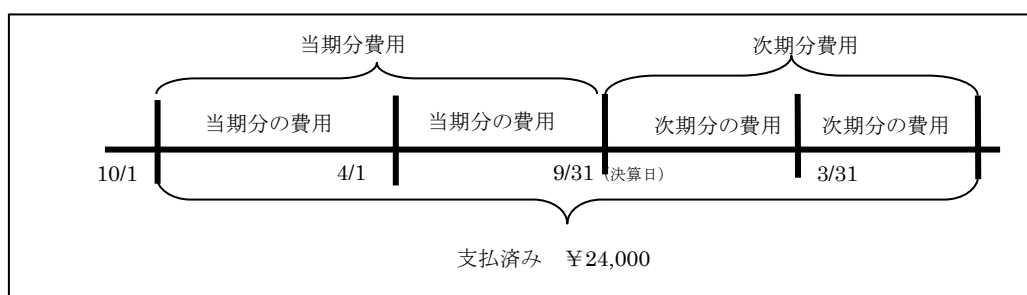 当期分費用 次期分費用
当期分の費用 当期分の費用 次期分の費用 次期分の費用
10/1 4/1 9/31（決算日） 3/31
支払済み ￥24,000